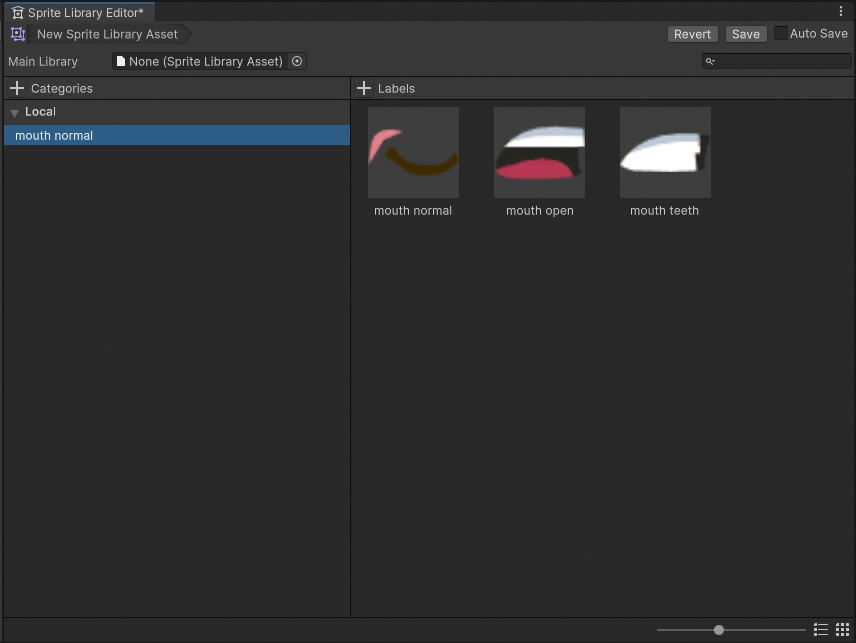 Sprite Library Editor*
New Sprite Library Asset
Revert
Save
Auto Save
Main Library
None (Sprite Library Asset)
Categories
Labels
Local
mouth normal
mouth normal
mouth open
mouth teeth